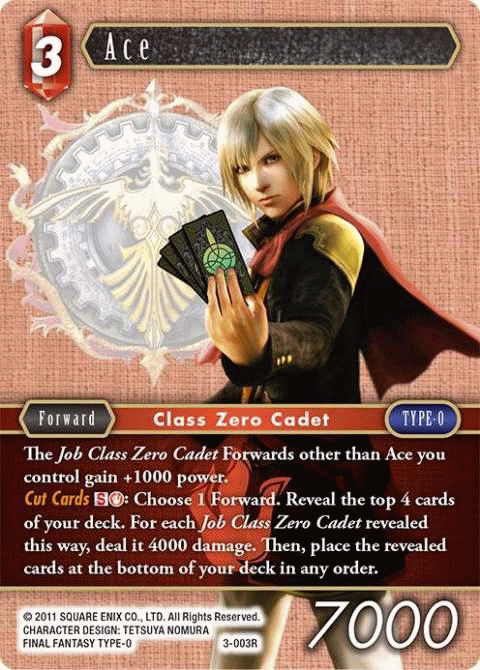 3
Ace
Forward
Class Zero Cadet
TYPE-0
The Job Class Zero Cadet Forwards other than Ace you
control gain +1000 power.
Cut Cards S: Choose 1 Forward. Reveal the top 4 cards
of your deck. For each Job Class Zero Cadet revealed
this way, deal it 4000 damage. Then, place the revealed
cards at the bottom of your deck in any order.
© 2011 SQUARE ENIX CO., LTD. All Rights Reserved.
CHARACTER DESIGN: TETSUYA NOMURA
FINAL FANTASY TYPE-0
3-003R
7000